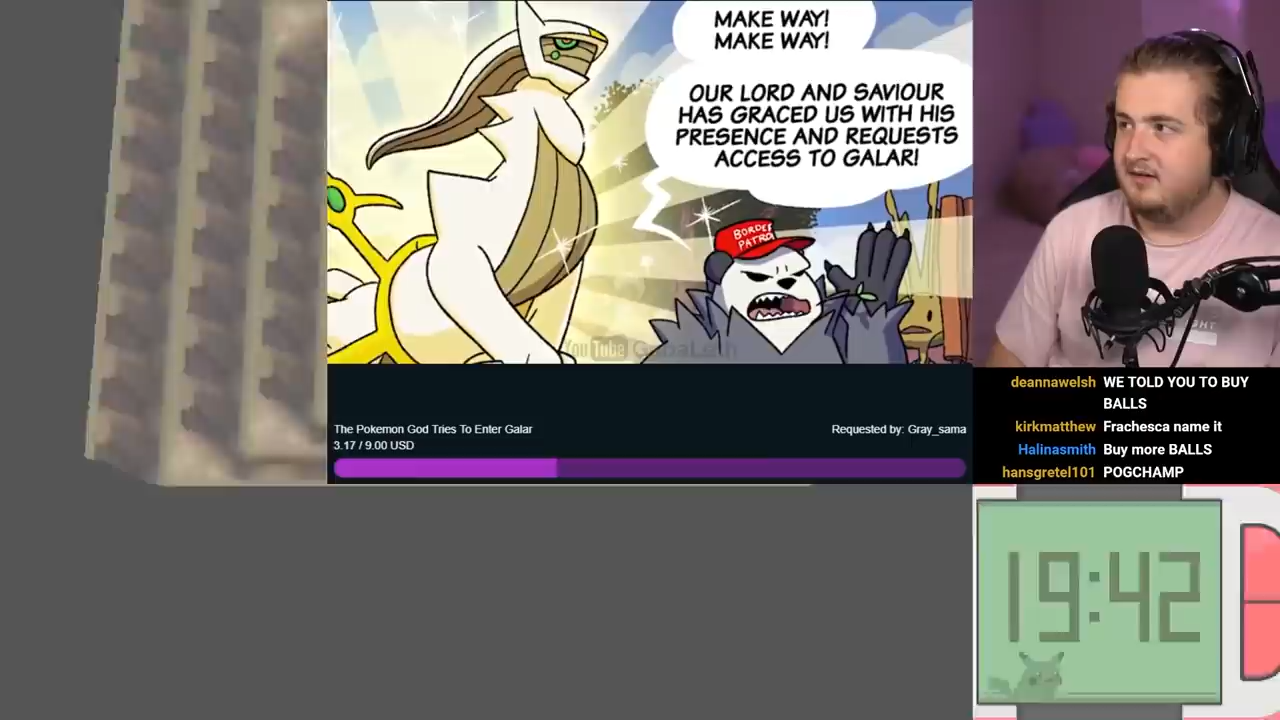 MAKE WAY!
MAKE WAY!
OUR LORD AND SAVIOUR
HAS GRACED US WITH HIS
PRESENCE AND REQUESTS
ACCESS TO GALAR!
BORDER
PATROL
YouTube GabaLeth
The Pokemon God Tries To Enter Galar
Requested by: Gray_sama
3.17 / 9.00 USD
deannawelsh WE TOLD YOU TO BUY
BALLS
kirkmatthew Frachesca name it
Halinasmith Buy more BALLS
hansgretel101 POGCHAMP
19:42